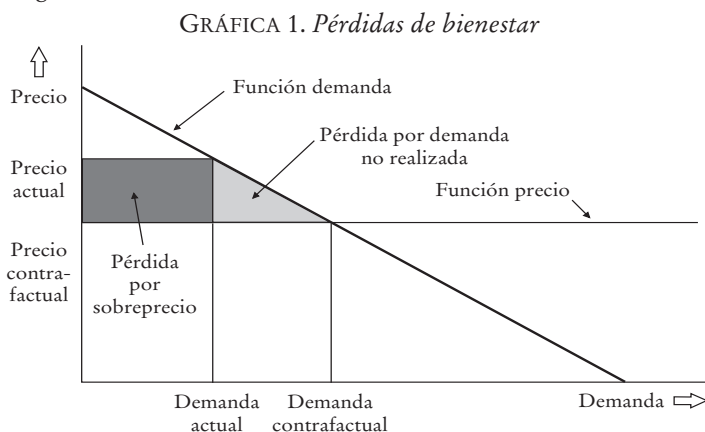 GRÁFICA 1. Pérdidas de bienestar
Precio
Función demanda
Pérdida por demanda
no realizada
Precio
actual
Función precio
Precio
contra-
factual
Pérdida
por
sobreprecio
Demanda
actual
Demanda
contrafactual
Demanda